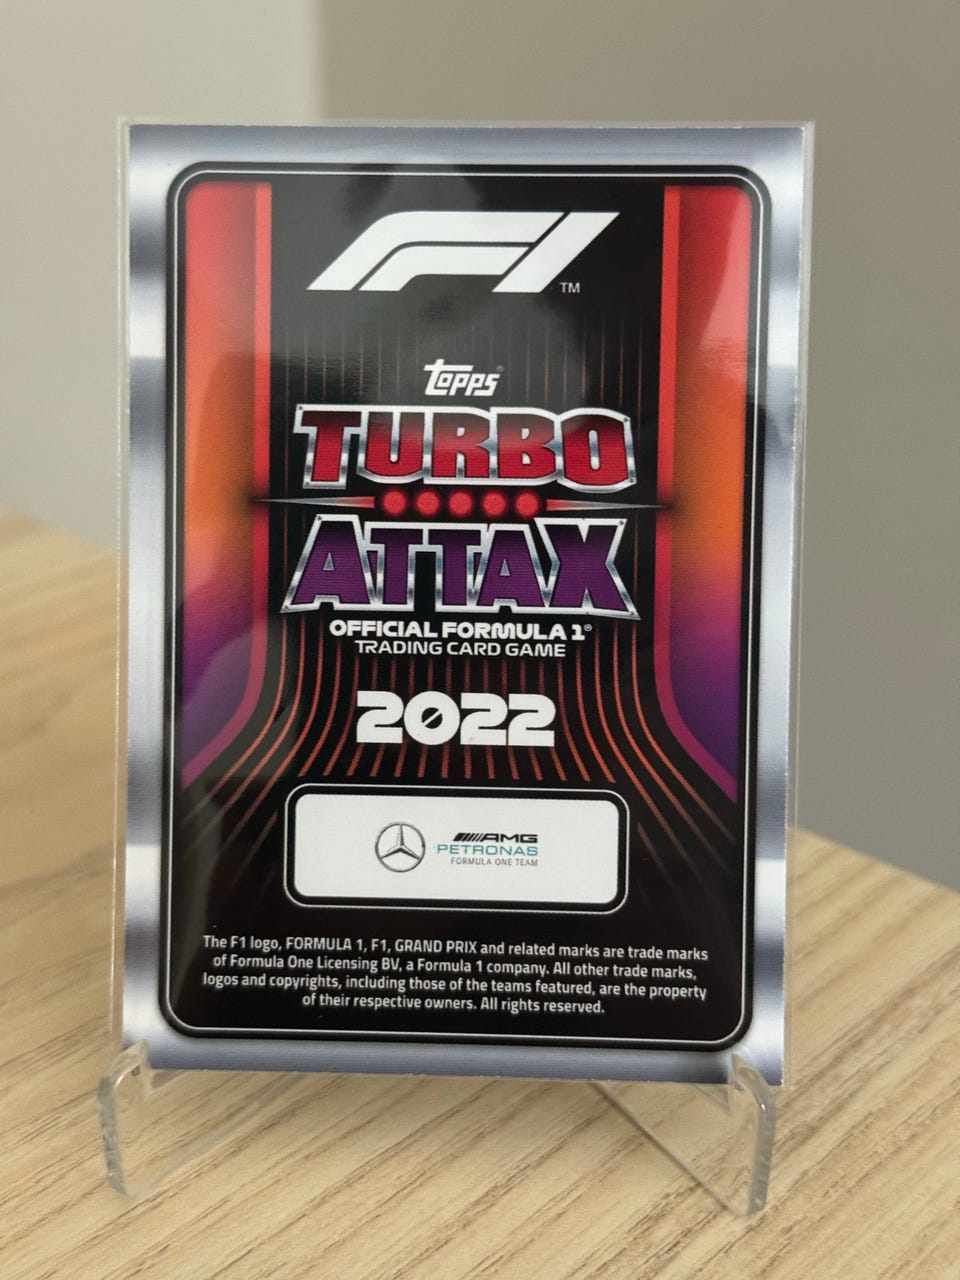 F1
™
topps®
TURBO
ATTAX
OFFICIAL FORMULA 1®
TRADING CARD GAME
2022
AMG
PETRONAS
FORMULA ONE TEAM
The F1 logo, FORMULA 1, F1, GRAND PRIX and related marks are trade marks
of Formula One Licensing BV, a Formula 1 company. All other trade marks,
logos and copyrights, including those of the teams featured, are the property
of their respective owners. All rights reserved.